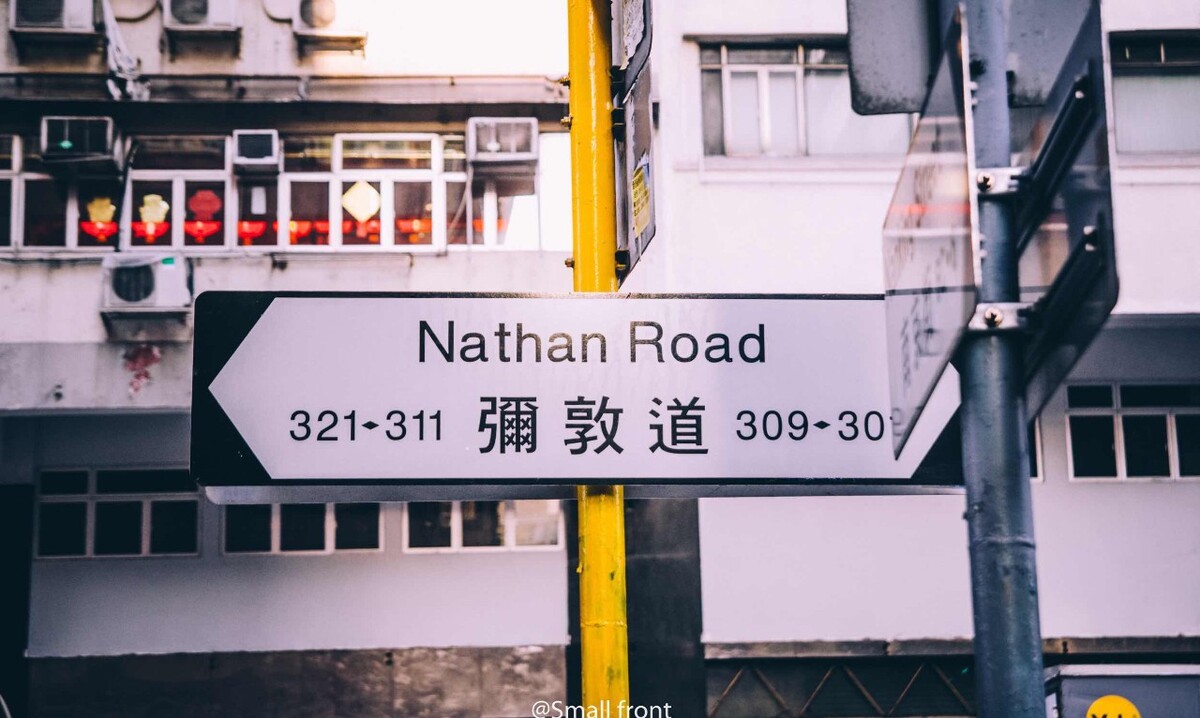 Nathan Road
321◆311 彌敦道 309◆30
@Small front